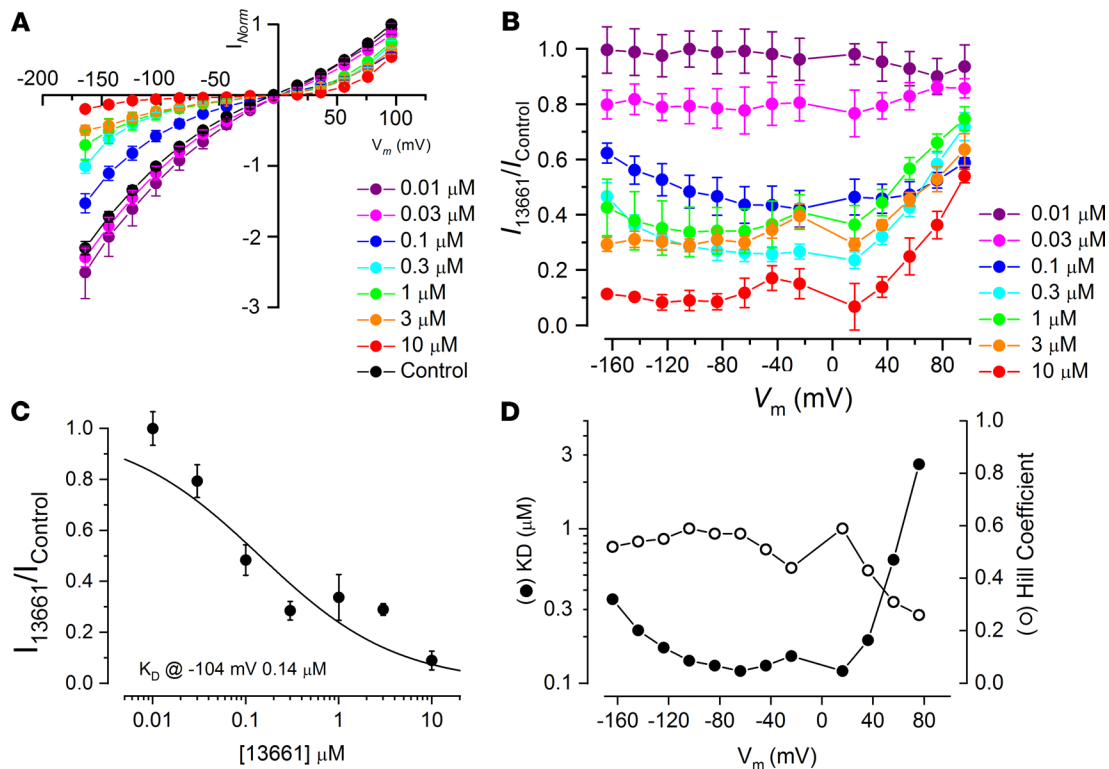 A
I_Norm
1
-200
-100
-50
50
100
V_m (mV)
-1
-2
-3
0.01 μM
0.03 μM
0.1 μM
0.3 μM
1 μM
3 μM
10 μM
Control
B
I_13661/I_Control
1.0
0.8
0.6
0.4
0.2
0.0
-160
-120
-80
-40
0
40
80
V_m (mV)
0.01 μM
0.03 μM
0.1 μM
0.3 μM
1 μM
3 μM
10 μM
C
I_13661/I_Control
1.0
0.8
0.6
0.4
0.2
0.0
K_D @ -104 mV 0.14 μM
0.01
0.1
1
10
[13661] μM
D
(●) KD (μM)
3
1
0.3
0.1
1.0
0.8
0.6
0.4
0.2
0.0
(○) Hill Coefficient
-160
-120
-80
-40
0
40
80
V_m (mV)